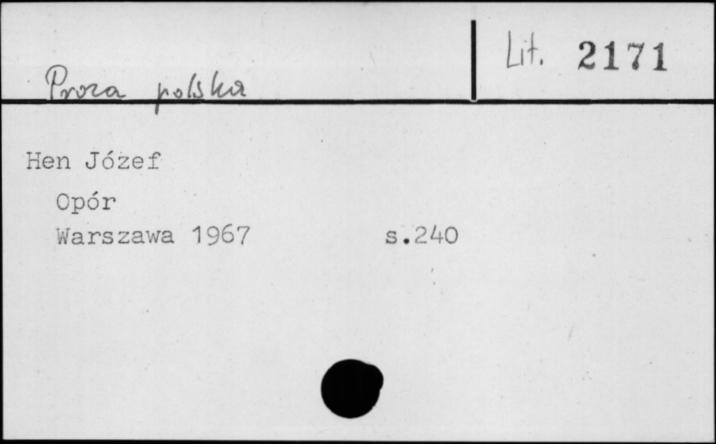 Lit. 2171
Proza polska
Hen Józef
Opór
Warszawa 1967 s.240